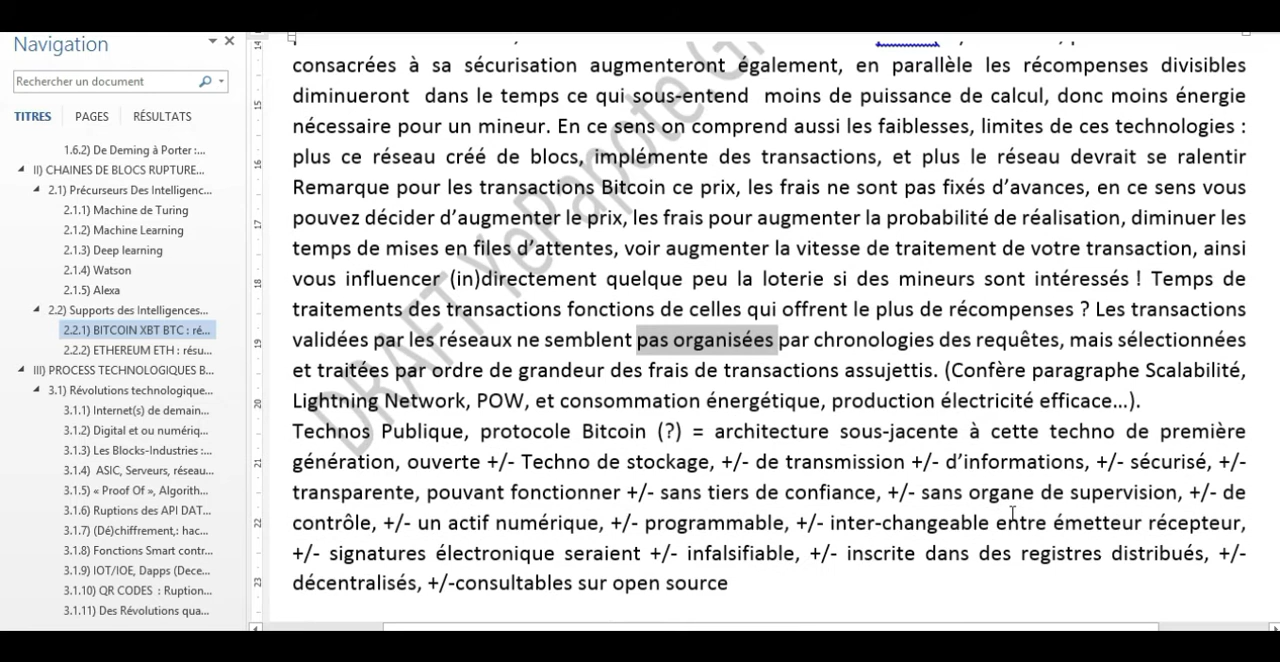 Navigation
Rechercher un document
TITRES PAGES RÉSULTATS
1.6.2) De Deming à Porter :...
II) CHAINES DE BLOCS RUPTURE...
2.1) Précurseurs Des Intelligenc...
2.1.1) Machine de Turing
2.1.2) Machine Learning
2.1.3) Deep learning
2.1.4) Watson
2.1.5) Alexa
2.2) Supports des Intelligences...
2.2.1) BITCOIN XBT BTC : ré...
2.2.2) ETHEREUM ETH : résu...
III) PROCESS TECHNOLOGIQUES B...
3.1) Révolutions technologique...
3.1.1) Internet(s) de demain...
3.1.2) Digital et ou numériq...
3.1.3) Les Blocks-Industries :...
3.1.4) ASIC, Serveurs, réseau...
3.1.5) « Proof Of », Algorith...
3.1.6) Ruptions des API DAT...
3.1.7) (Dé)chiffrement,: hac...
3.1.8) Fonctions Smart contr...
3.1.9) IOT/IOE, Dapps (Dece...
3.1.10) QR CODES : Ruption...
3.1.11) Des Révolutions qua...
14
15
16
17
18
19
20
21
22
23
consacrées à sa sécurisation augmenteront également, en parallèle les récompenses divisibles
diminueront dans le temps ce qui sous-entend moins de puissance de calcul, donc moins énergie
nécessaire pour un mineur. En ce sens on comprend aussi les faiblesses, limites de ces technologies :
plus ce réseau créé de blocs, implémente des transactions, et plus le réseau devrait se ralentir
Remarque pour les transactions Bitcoin ce prix, les frais ne sont pas fixés d’avances, en ce sens vous
pouvez décider d’augmenter le prix, les frais pour augmenter la probabilité de réalisation, diminuer les
temps de mises en files d’attentes, voir augmenter la vitesse de traitement de votre transaction, ainsi
vous influencer (in)directement quelque peu la loterie si des mineurs sont intéressés ! Temps de
traitements des transactions fonctions de celles qui offrent le plus de récompenses ? Les transactions
validées par les réseaux ne semblent pas organisées par chronologies des requêtes, mais sélectionnées
et traitées par ordre de grandeur des frais de transactions assujettis. (Confère paragraphe Scalabilité,
Lightning Network, POW, et consommation énergétique, production électricité efficace...).
Technos Publique, protocole Bitcoin (?) = architecture sous-jacente à cette techno de première
génération, ouverte +/- Techno de stockage, +/- de transmission +/- d’informations, +/- sécurisé, +/-
transparente, pouvant fonctionner +/- sans tiers de confiance, +/- sans organe de supervision, +/- de
contrôle, +/- un actif numérique, +/- programmable, +/- inter-changeable entre émetteur récepteur,
+/- signatures électronique seraient +/- infalsifiable, +/- inscrite dans des registres distribués, +/-
décentralisés, +/-consultables sur open source
DRAFT YePapote